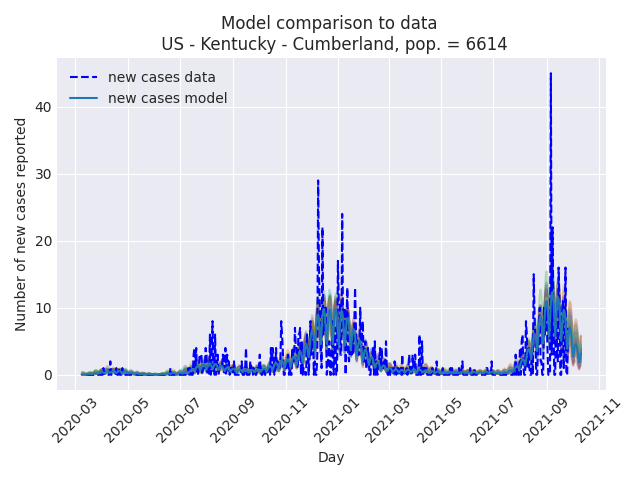 Model comparison to data
US - Kentucky - Cumberland, pop. = 6614
new cases data
new cases model
Number of new cases reported
40
30
20
10
0
2020-03
2020-05
2020-07
2020-09
2020-11
2021-01
2021-03
2021-05
2021-07
2021-09
2021-11
Day